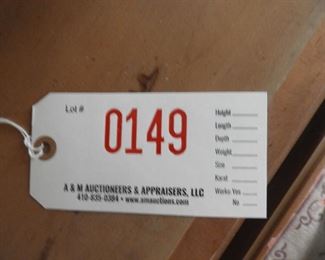 Lot #
0149
Height
Length
Depth
Weight
Size
Karat
Works Yes
No
A & M AUCTIONEERS & APPRAISERS, LLC
410-835-0384 • www.amauctions.com